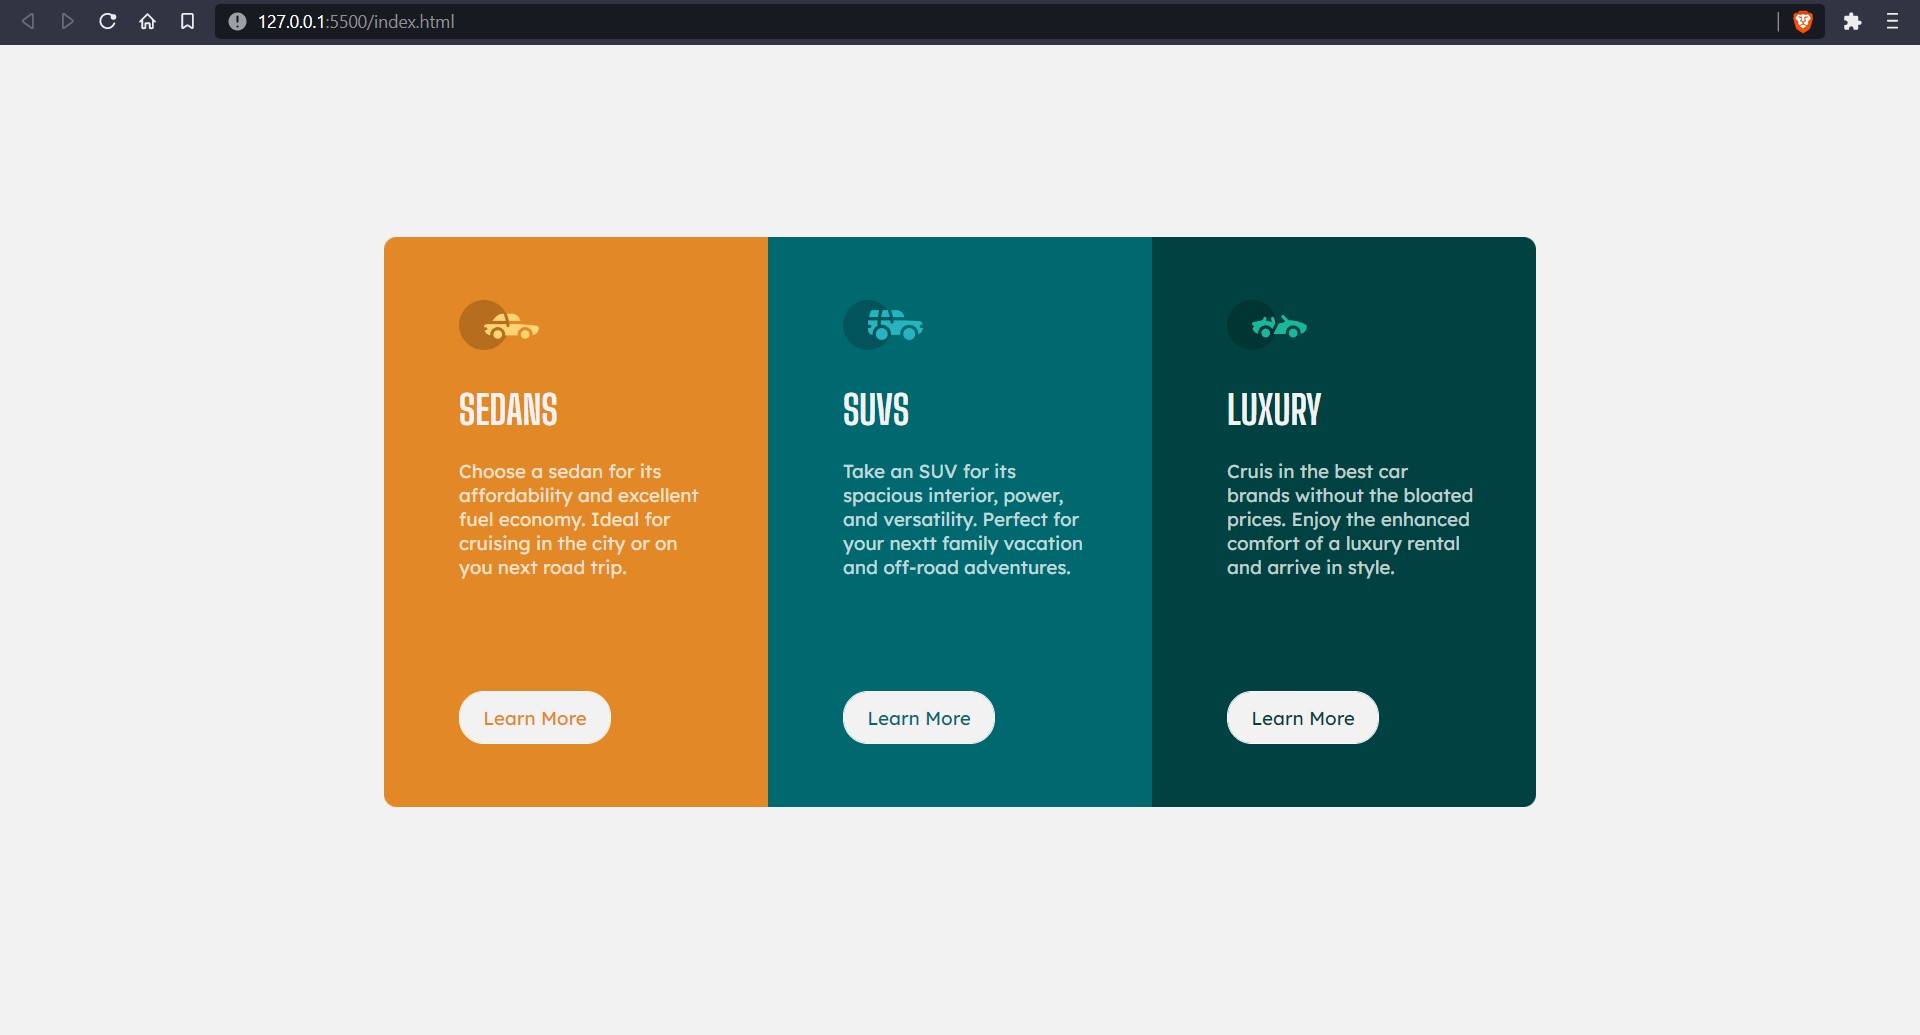 127.0.0.1:5500/index.html
SEDANS
Choose a sedan for its
affordability and excellent
fuel economy. Ideal for
cruising in the city or on
you next road trip.
Learn More
SUVS
Take an SUV for its
spacious interior, power,
and versatility. Perfect for
your nextt family vacation
and off-road adventures.
Learn More
LUXURY
Cruis in the best car
brands without the bloated
prices. Enjoy the enhanced
comfort of a luxury rental
and arrive in style.
Learn More